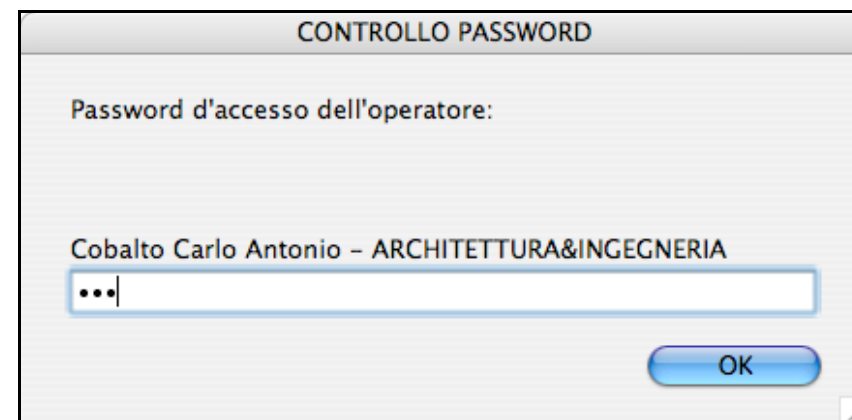 CONTROLLO PASSWORD
Password d'accesso dell'operatore:
Cobalto Carlo Antonio – ARCHITETTURA&INGEGNERIA
•••
OK